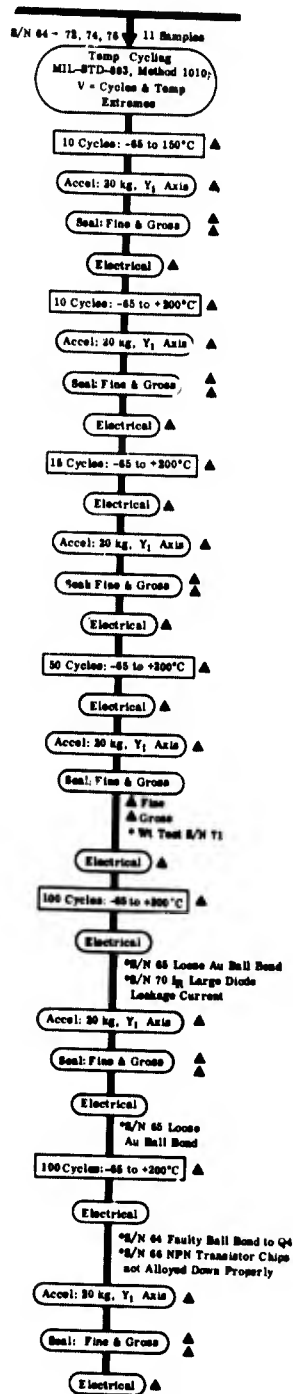 S/N 64 - 72, 74, 76
11 Samples
Temp Cycling
MIL-STD-883, Method 1010;
V = Cycles & Temp
Extremes
10 Cycles: -65 to 150°C
Accel: 20 kg, Y1 Axis
Seal: Fine & Gross
Electrical
10 Cycles: -65 to +200°C
Accel: 20 kg, Y1 Axis
Seal: Fine & Gross
Electrical
15 Cycles: -65 to +200°C
Electrical
Accel: 20 kg, Y1 Axis
Seal: Fine & Gross
Electrical
50 Cycles: -65 to +200°C
Electrical
Accel: 20 kg, Y1 Axis
Seal: Fine & Gross
▲ Fine
▲ Gross
* Wt Test S/N 71
Electrical
100 Cycles: -65 to +200°C
Electrical
*S/N 65 Loose Au Ball Bond
*S/N 70 IR Large Diode
Leakage Current
Accel: 20 kg, Y1 Axis
Seal: Fine & Gross
Electrical
*S/N 65 Loose
Au Ball Bond
100 Cycles: -65 to +200°C
Electrical
*S/N 64 Faulty Ball Bond to Q4
*S/N 66 NPN Transistor Chips
not Alloyed Down Properly
Accel: 20 kg, Y1 Axis
Seal: Fine & Gross
Electrical